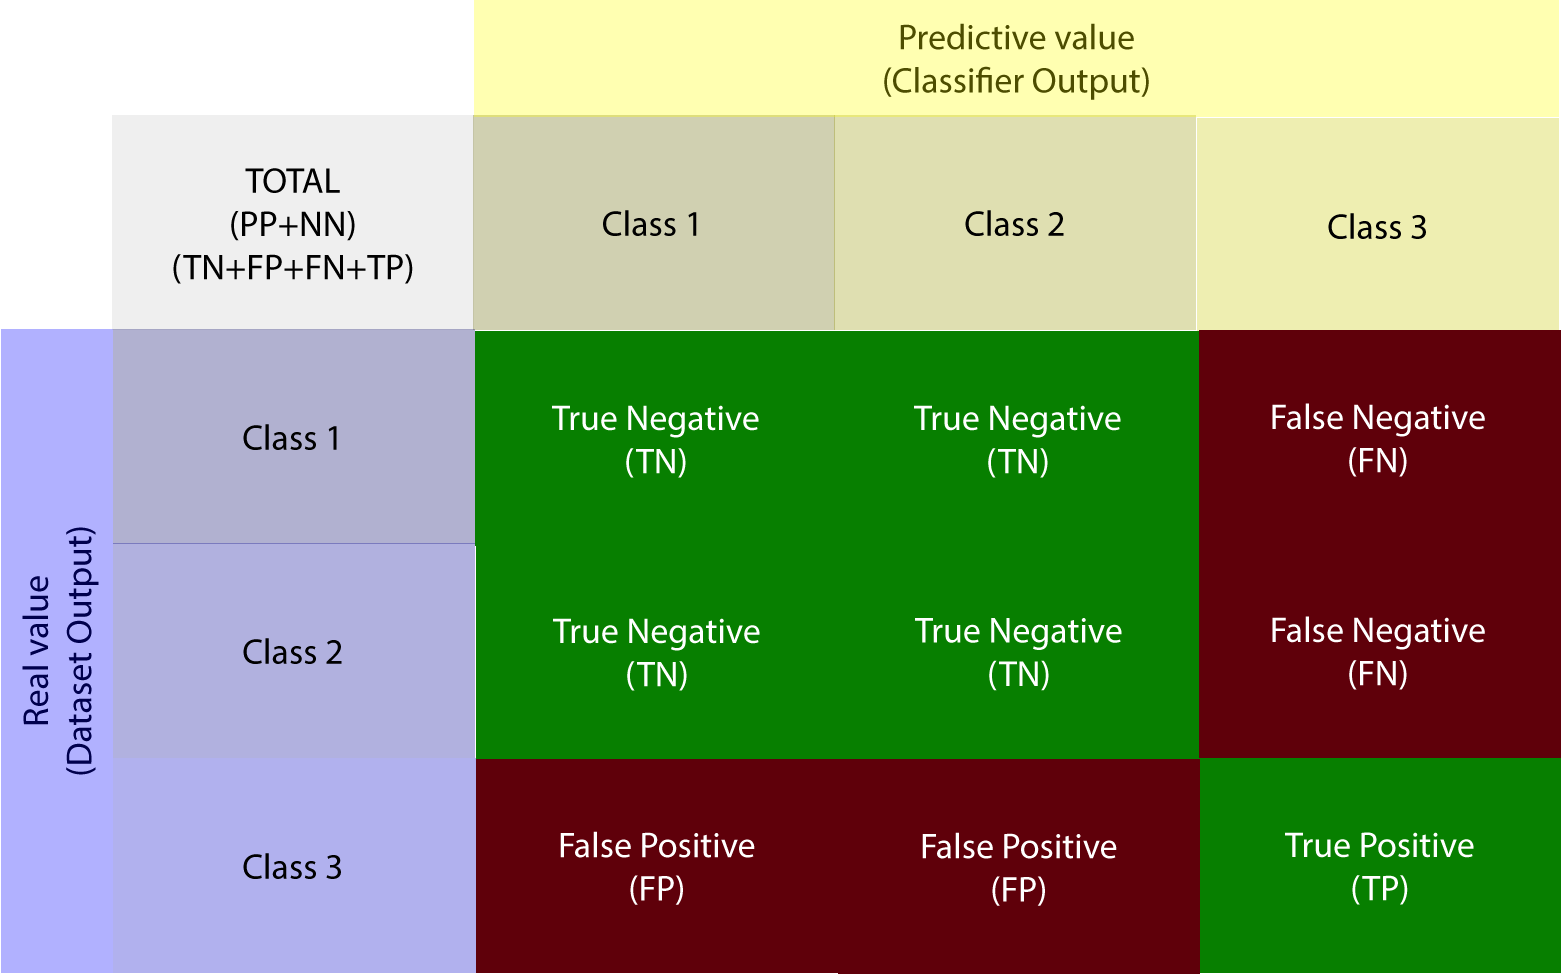 Predictive value
(Classifier Output)
TOTAL
(PP+NN)
(TN+FP+FN+TP)
Class 1
Class 2
Class 3
Real value
(Dataset Output)
Class 1
True Negative
(TN)
True Negative
(TN)
False Negative
(FN)
Class 2
True Negative
(TN)
True Negative
(TN)
False Negative
(FN)
Class 3
False Positive
(FP)
False Positive
(FP)
True Positive
(TP)